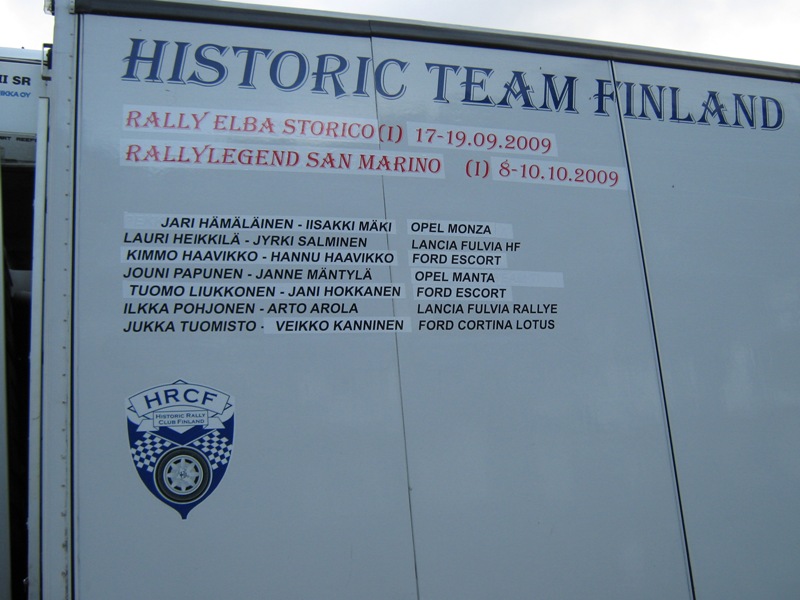 HISTORIC TEAM FINLAND
RALLY ELBA STORICO (I) 17-19.09.2009
RALLYLEGEND SAN MARINO (I) 8-10.10.2009
JARI HÄMÄLÄINEN - IISAKKI MÄKI OPEL MONZA
LAURI HEIKKILÄ - JYRKI SALMINEN LANCIA FULVIA HF
KIMMO HAAVIKKO - HANNU HAAVIKKO FORD ESCORT
JOUNI PAPUNEN - JANNE MÄNTYLÄ OPEL MANTA
TUOMO LIUKKONEN - JANI HOKKANEN FORD ESCORT
ILKKA POHJONEN - ARTO AROLA LANCIA FULVIA RALLYE
JUKKA TUOMISTO - VEIKKO KANNINEN FORD CORTINA LOTUS
HRCF
HISTORIC RALLY
CLUB FINLAND
II SR